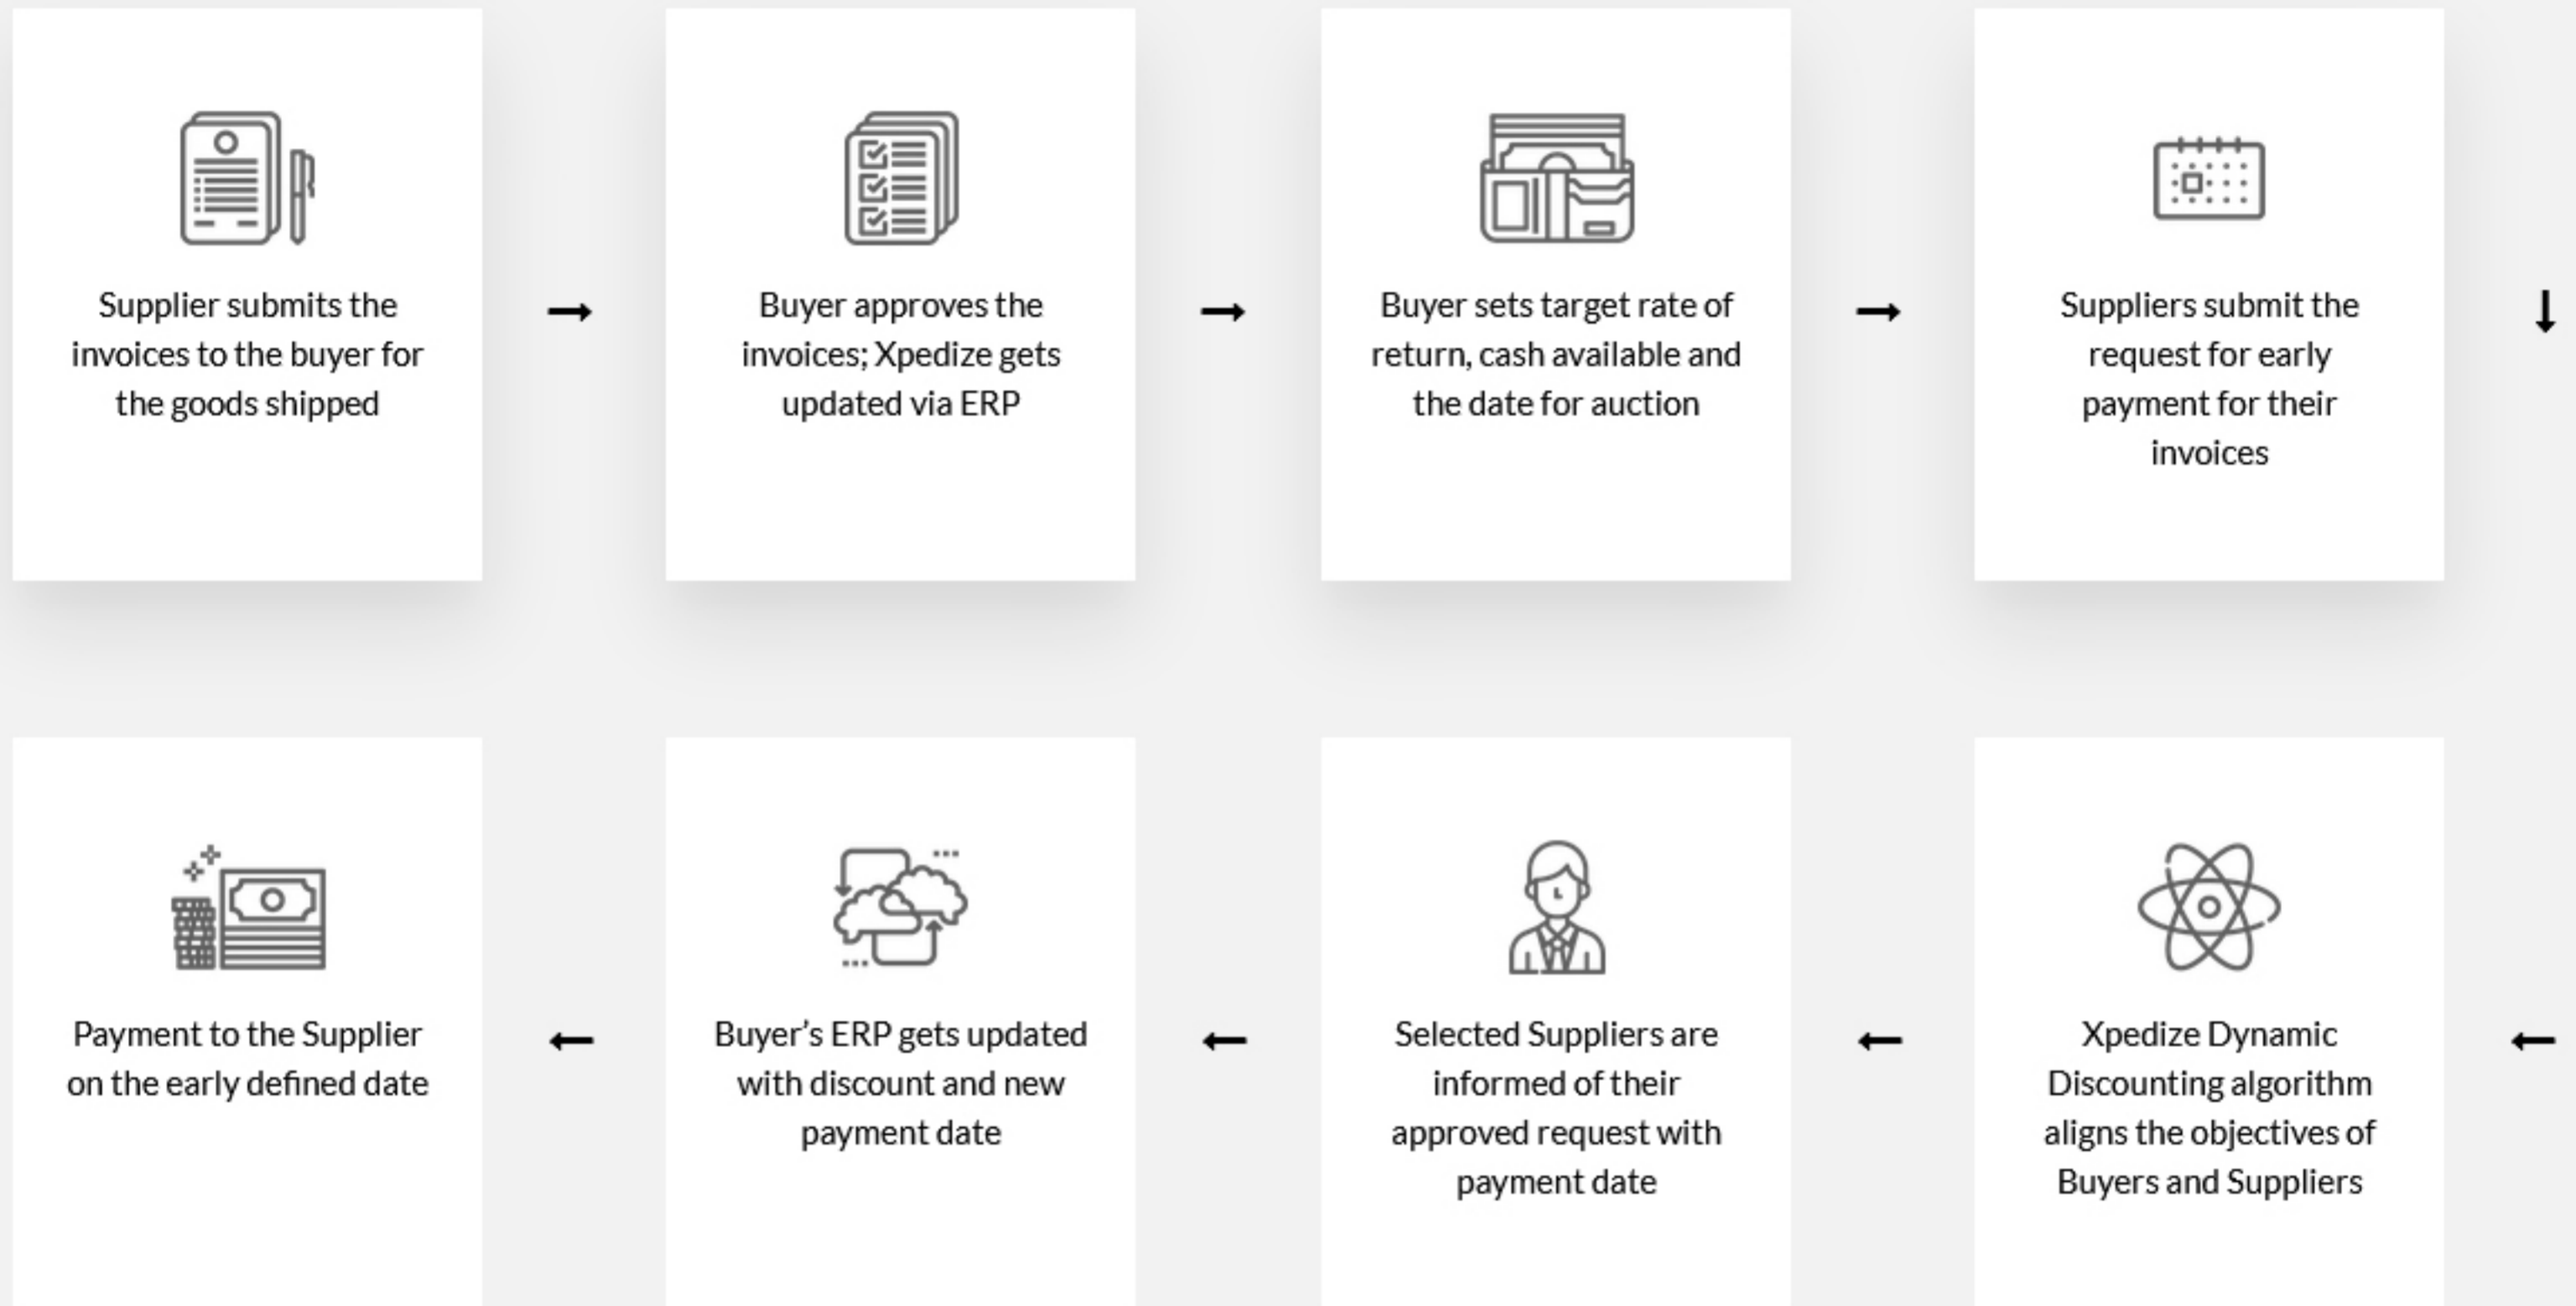 Supplier submits the
invoices to the buyer for
the goods shipped
Buyer approves the
invoices; Xpedize gets
updated via ERP
Buyer sets target rate of
return, cash available and
the date for auction
Suppliers submit the
request for early
payment for their
invoices
Xpedize Dynamic
Discounting algorithm
aligns the objectives of
Buyers and Suppliers
Selected Suppliers are
informed of their
approved request with
payment date
Buyer’s ERP gets updated
with discount and new
payment date
Payment to the Supplier
on the early defined date